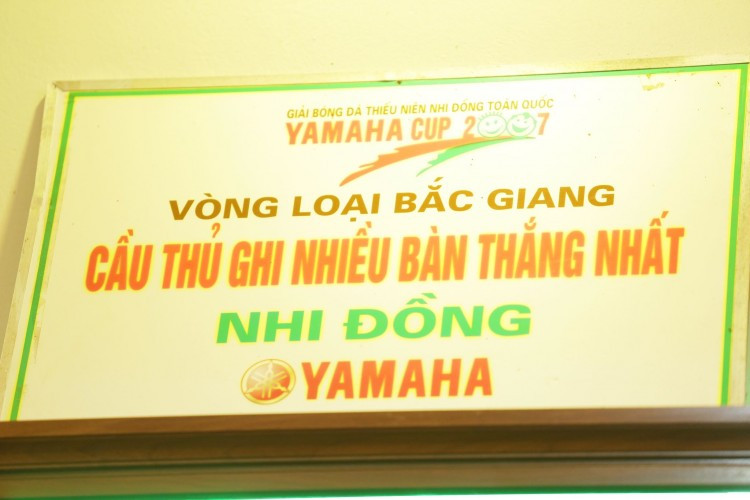 GIẢI BÓNG ĐÁ THIẾU NIÊN NHI ĐỒNG TOÀN QUỐC
YAMAHA CUP 2007
VÒNG LOẠI BẮC GIANG
CẦU THỦ GHI NHIỀU BÀN THẮNG NHẤT
NHI ĐỒNG
YAMAHA